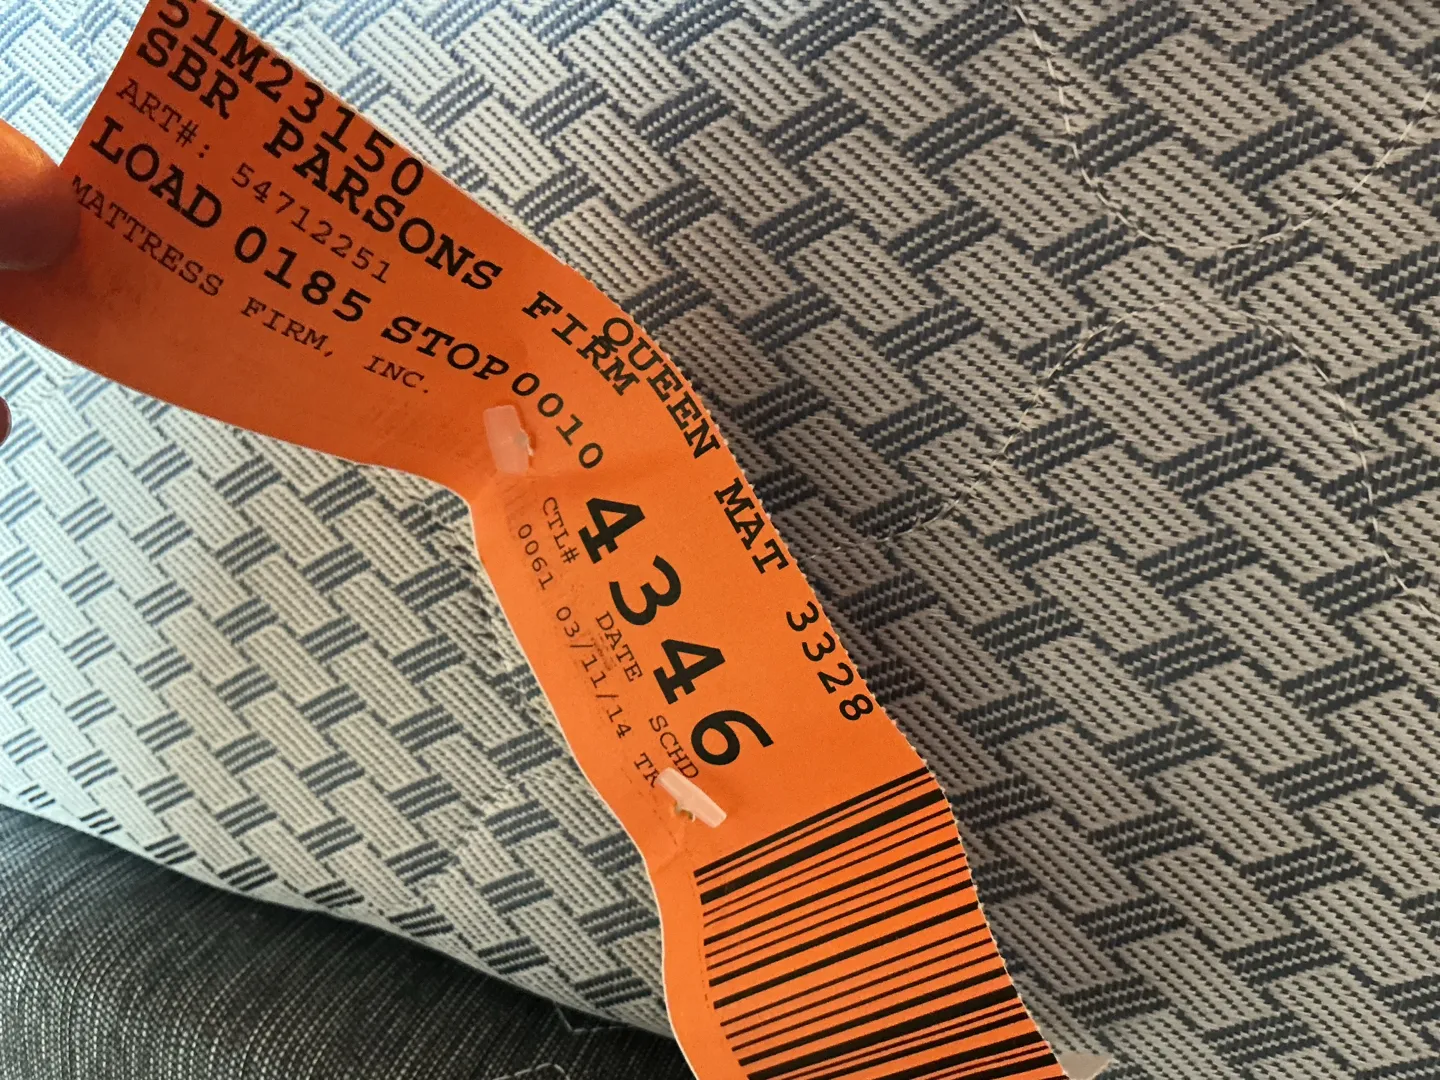 51M23150 QUEEN MAT 3328
SBR PARSONS FIRM
ART#: 54712251
LOAD 0185 STOP 0010
MATTRESS FIRM, INC.
4346
CTL# DATE SCHD
0061 03/11/14